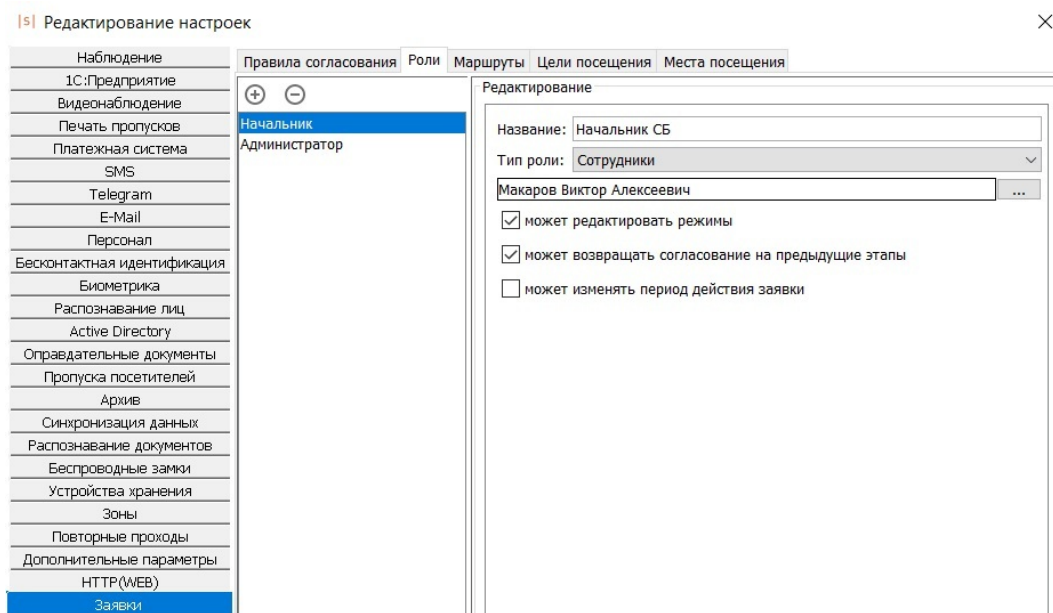 |S| Редактирование настроек
Наблюдение
1С:Предприятие
Видеонаблюдение
Печать пропусков
Платежная система
SMS
Telegram
E-Mail
Персонал
Бесконтактная идентификация
Биометрика
Распознавание лиц
Active Directory
Оправдательные документы
Пропуска посетителей
Архив
Синхронизация данных
Распознавание документов
Беспроводные замки
Устройства хранения
Зоны
Повторные проходы
Дополнительные параметры
HTTP(WEB)
Заявки
Правила согласования Роли Маршруты Цели посещения Места посещения
Начальник
Администратор
Редактирование
Название: Начальник СБ
Тип роли: Сотрудники
Макаров Виктор Алексеевич ...
может редактировать режимы
может возвращать согласование на предыдущие этапы
может изменять период действия заявки